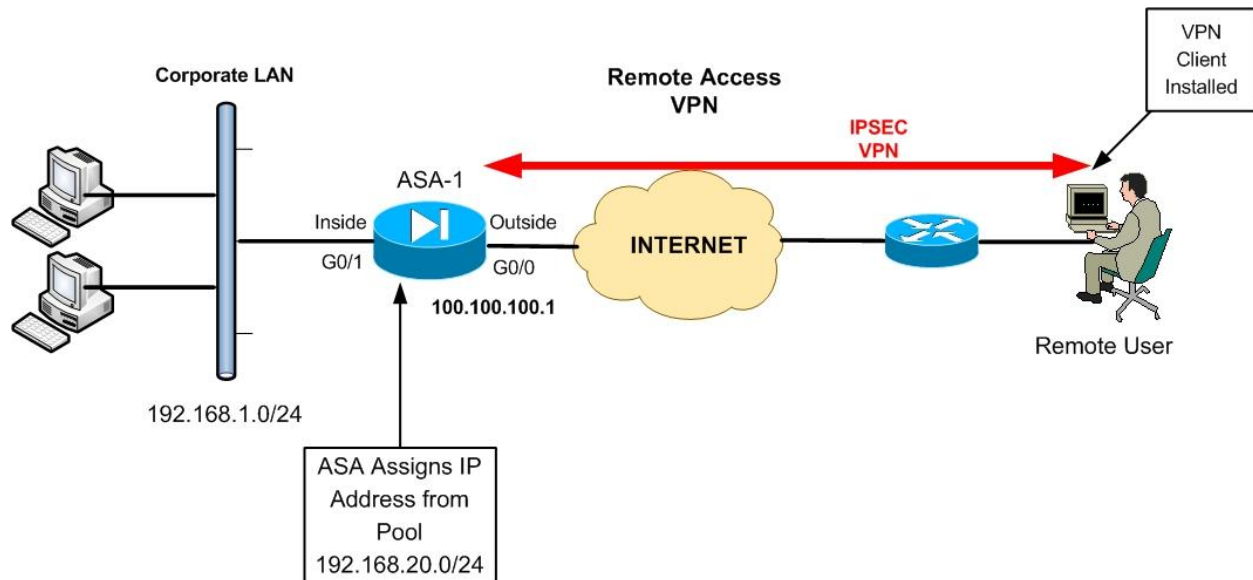 VPN
Client
Installed
Corporate LAN
Remote Access
VPN
IPSEC
VPN
ASA-1
Inside
Outside
G0/1
G0/0
INTERNET
100.100.100.1
Remote User
192.168.1.0/24
ASA Assigns IP
Address from
Pool
192.168.20.0/24